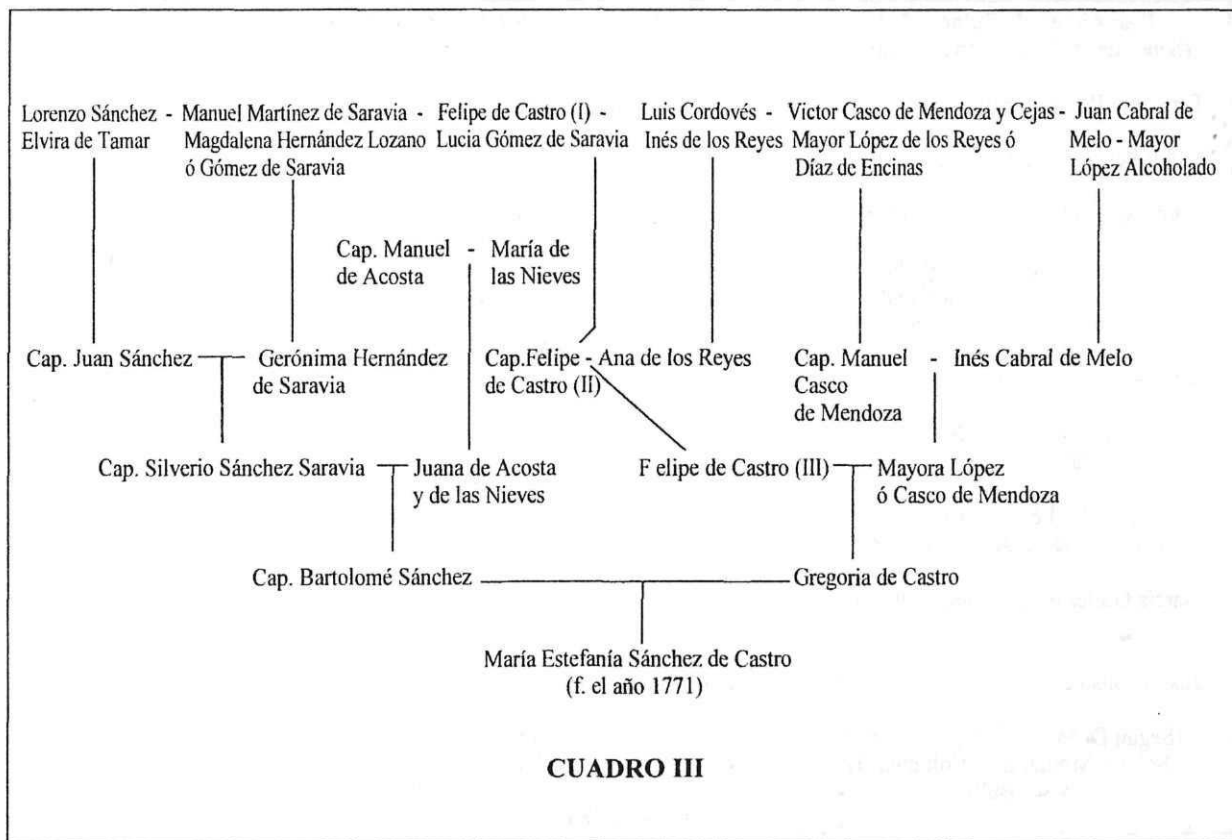 Lorenzo Sánchez - Manuel Martínez de Saravia - Felipe de Castro (I) - Luis Cordovés - Victor Casco de Mendoza y Cejas - Juan Cabral de
Elvira de Tamar Magdalena Hernández Lozano Lucia Gómez de Saravia Inés de los Reyes Mayor López de los Reyes ó Melo - Mayor
ó Gómez de Saravia Díaz de Encinas López Alcoholado
Cap. Manuel - María de
de Acosta las Nieves
Cap. Juan Sánchez Gerónima Hernández Cap.Felipe - Ana de los Reyes Cap. Manuel - Inés Cabral de Melo
de Saravia de Castro (II) Casco
de Mendoza
Cap. Silverio Sánchez Saravia Juana de Acosta F elipe de Castro (III) Mayora López
y de las Nieves ó Casco de Mendoza
Cap. Bartolomé Sánchez Gregoria de Castro
María Estefanía Sánchez de Castro
(f. el año 1771)
CUADRO III